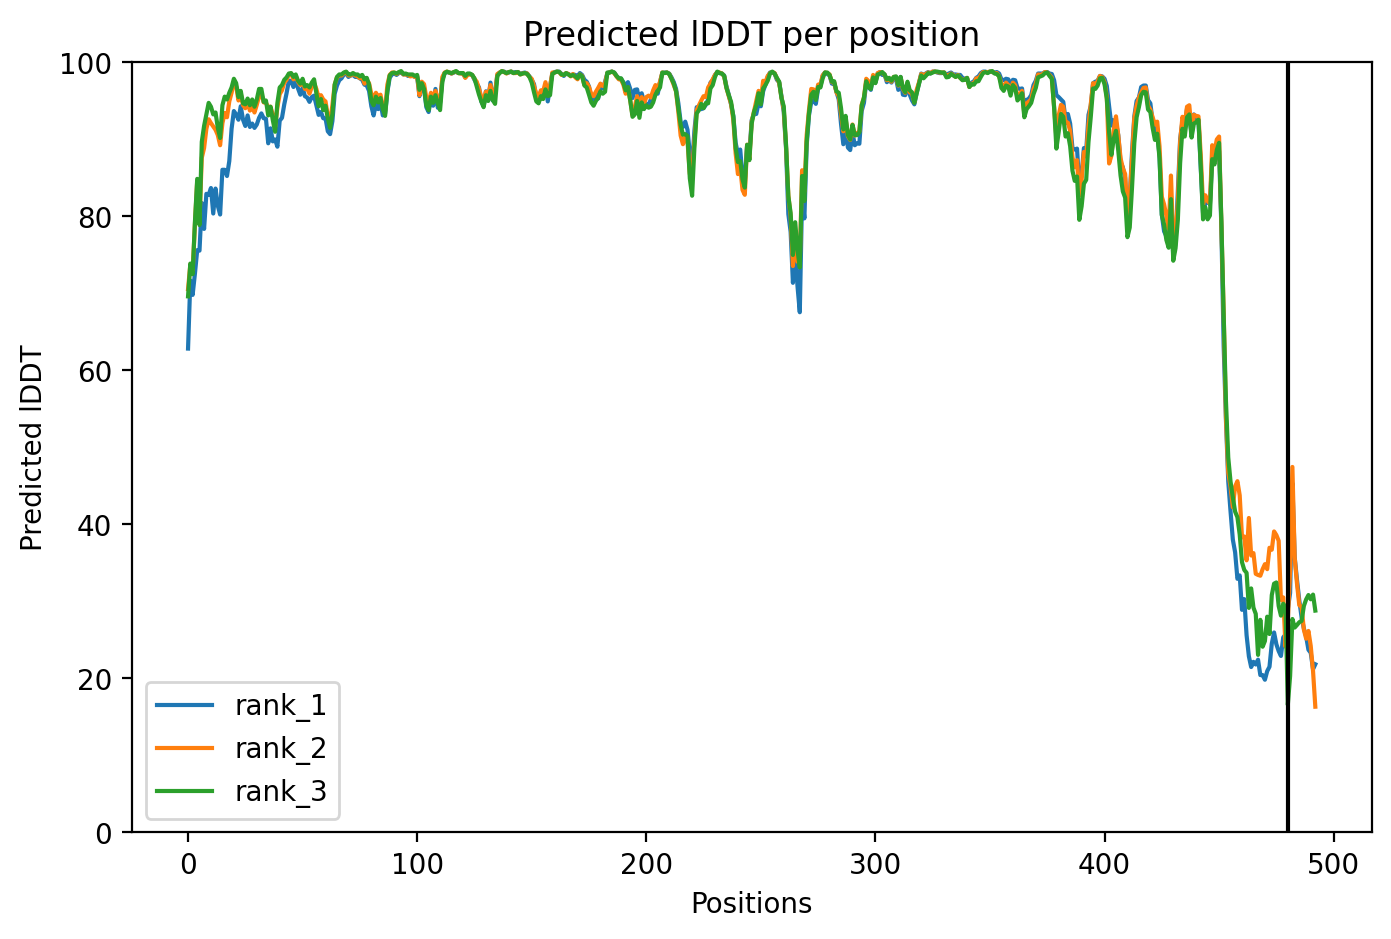 Predicted lDDT per position
100
80
60
40
20
0
Predicted lDDT
rank_1
rank_2
rank_3
0 100 200 300 400 500
Positions